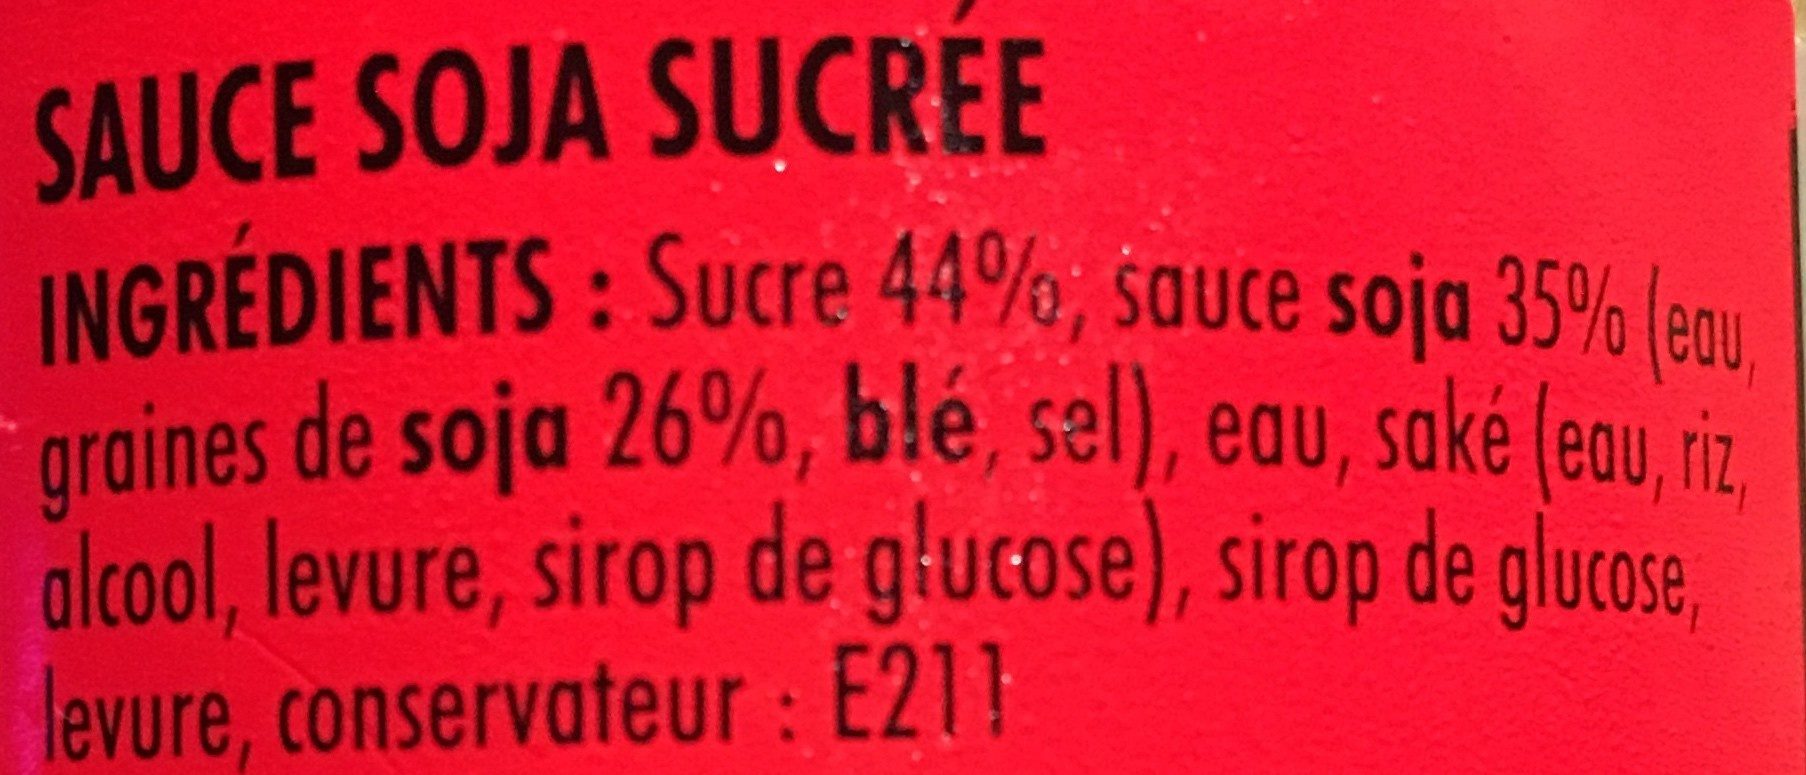 SAUCE SOJA SUCRÉE
INGRÉDIENTS : Sucre 44%, sauce soja 35% (eau,
graines de soja 26%, blé, sel), eau, saké (eau, riz,
alcool, levure, sirop de glucose), sirop de glucose,
levure, conservateur : E211